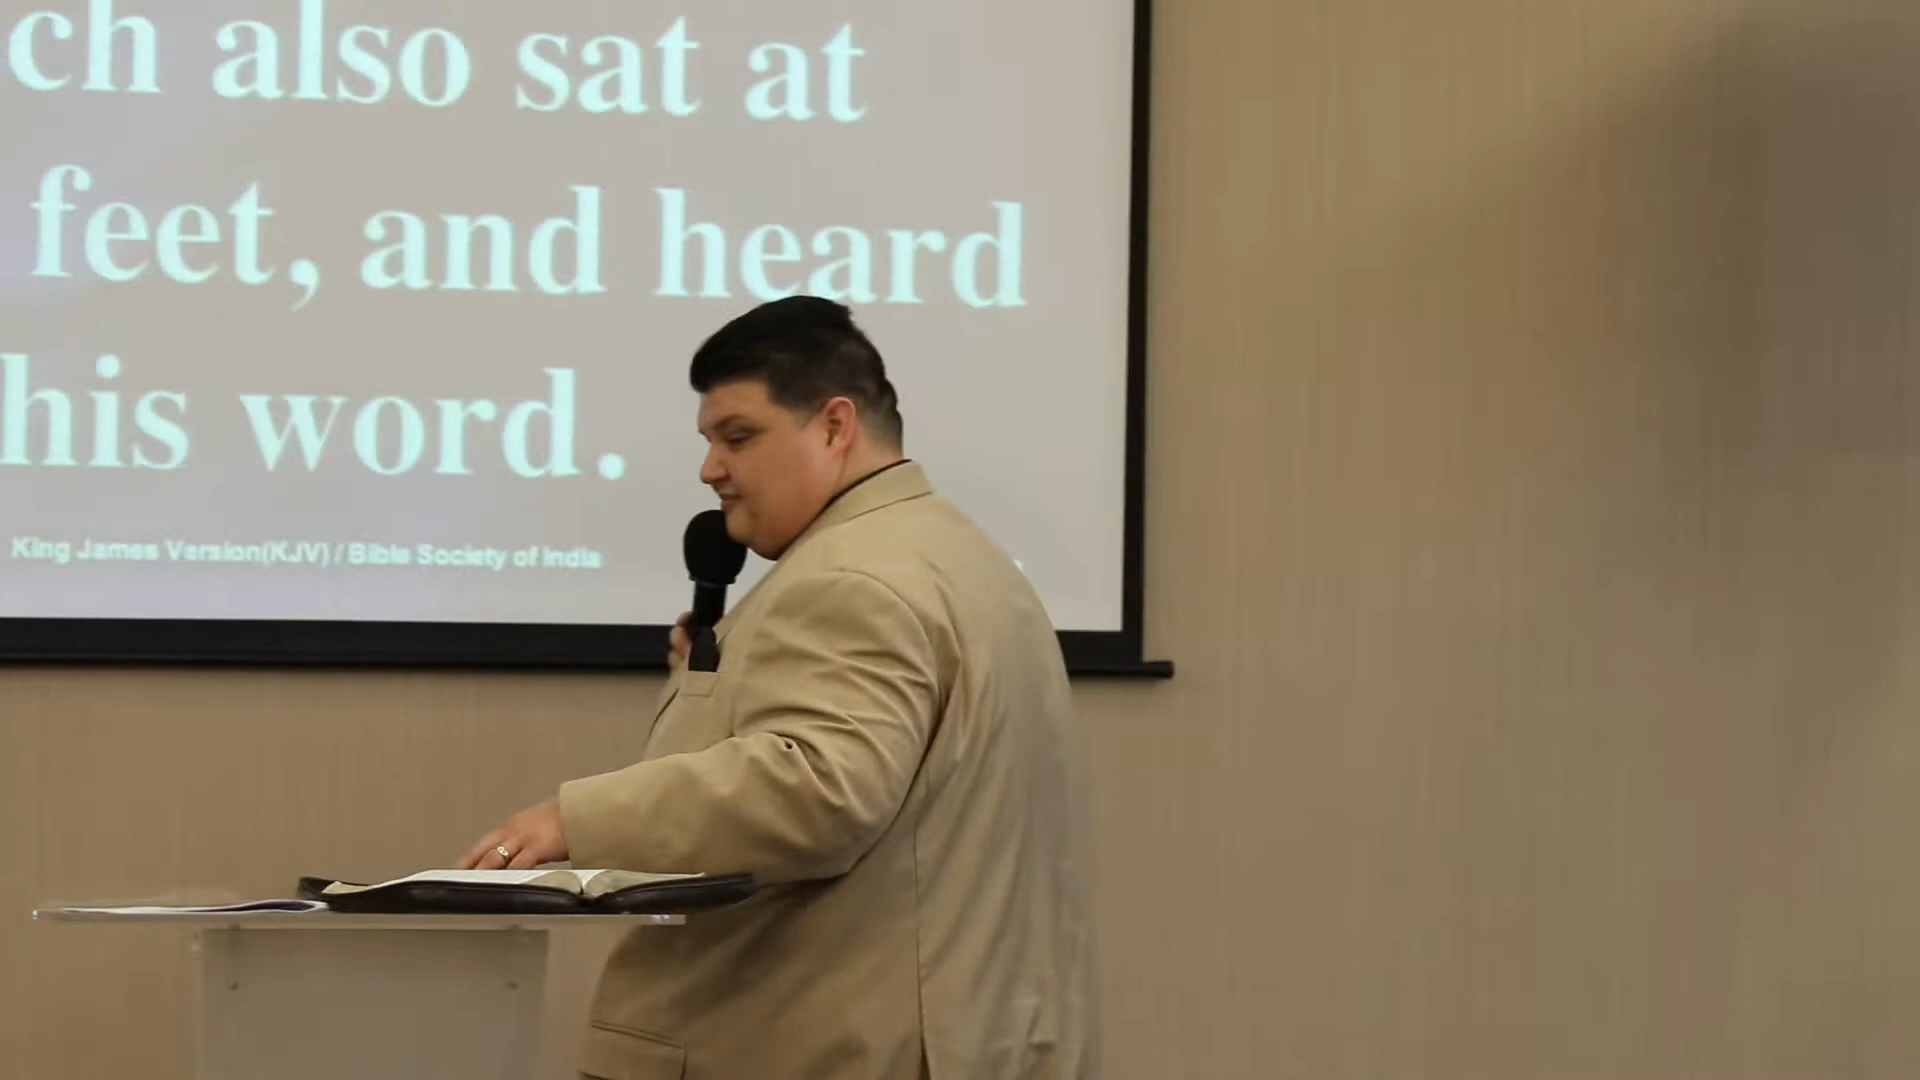 ch also sat at
feet, and heard
his word.
King James Version(KJV) / Bible Society of India